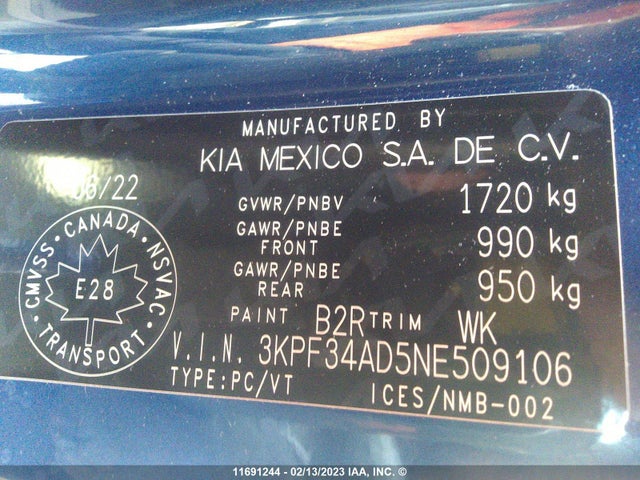 MANUFACTURED BY
KIA MEXICO S.A. DE C.V.
06/22
GVWR/PNBV 1720 kg
GAWR/PNBE FRONT 990 kg
GAWR/PNBE REAR 950 kg
PAINT B2R TRIM WK
V.I.N. 3KPF34AD5NE509106
TYPE:PC/VT ICES/NMB-002
CMVSS · CANADA · NSVAC · TRANSPORT ·
E28
11691244 - 02/13/2023 IAA, INC. ©